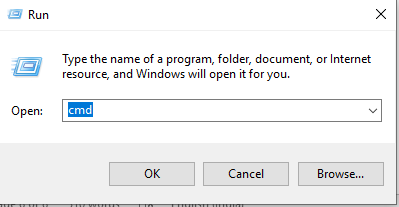 Run
Type the name of a program, folder, document, or Internet
resource, and Windows will open it for you.
Open: cmd
OK Cancel Browse...